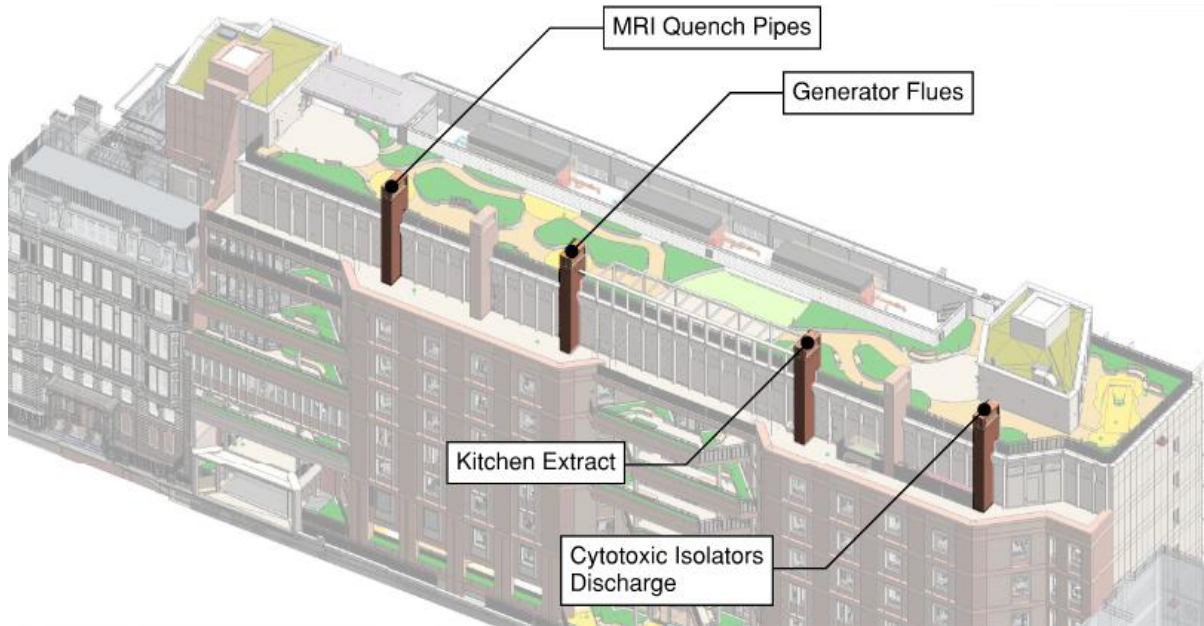 MRI Quench Pipes
Generator Flues
Kitchen Extract
Cytotoxic Isolators
Discharge